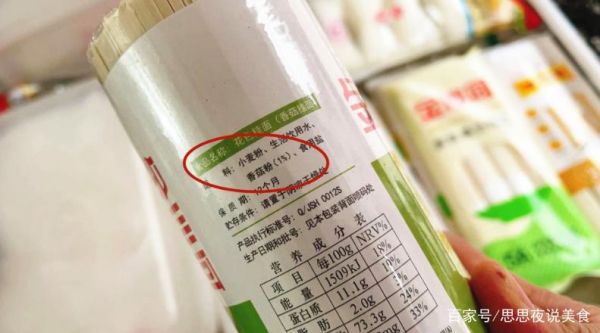 品名称：花色挂面（香菇挂面）
料：小麦粉、生活饮用水、
香菇粉（1%）、食用盐
保质期：12个月
贮存条件：请置于阴凉干燥处
产品执行标准号：Q/JSH 0012S
生产日期和批号：见本包装背面喷码处
营养成分表
项目 每100g NRV%
能量 1509kJ 18%
蛋白质 11.1g 19%
脂肪 2.0g 3%
73.3g 24%
33%
百家号/思思夜说美食